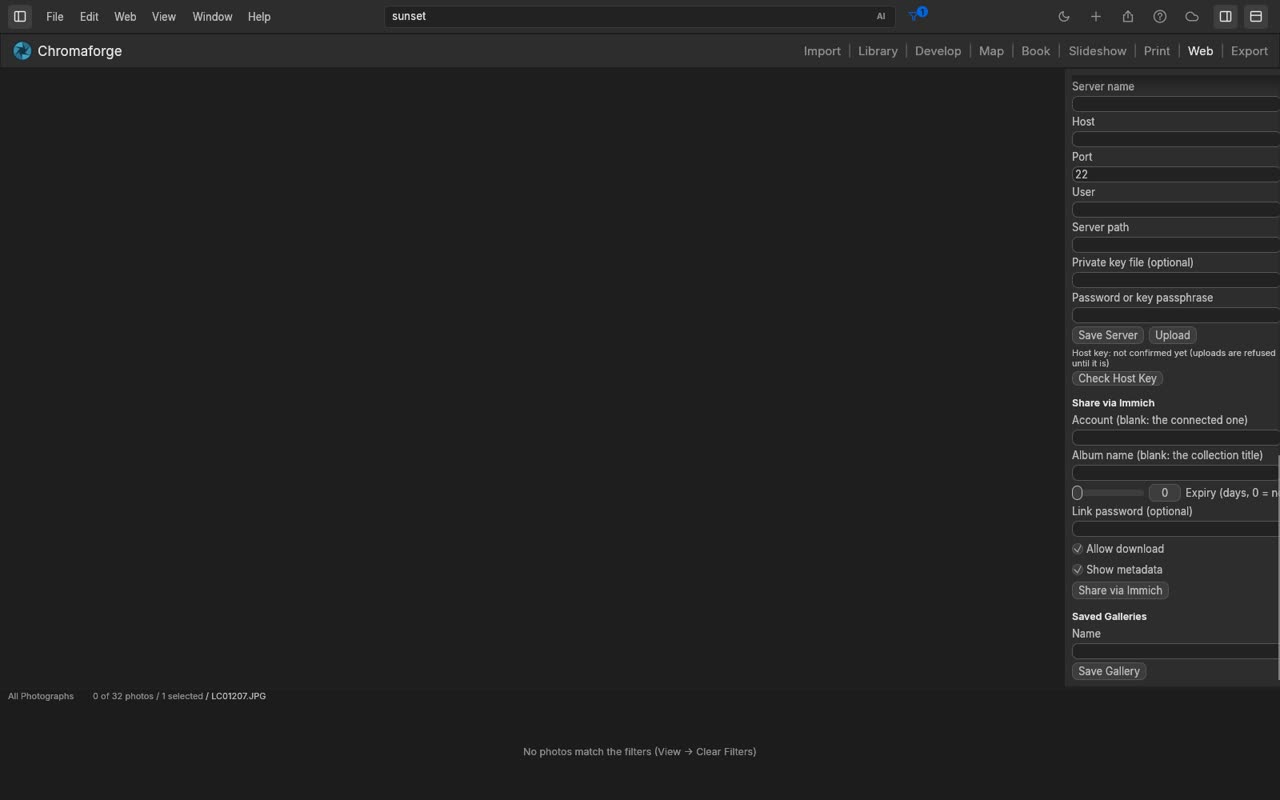 File Edit Web View Window Help
sunset
AI
1
Chromaforge
Import | Library | Develop | Map | Book | Slideshow | Print | Web | Export
Server name
Host
Port
22
User
Server path
Private key file (optional)
Password or key passphrase
Save Server Upload
Host key: not confirmed yet (uploads are refused
until it is)
Check Host Key
Share via Immich
Account (blank: the connected one)
Album name (blank: the collection title)
0 Expiry (days, 0 = n
Link password (optional)
Allow download
Show metadata
Share via Immich
Saved Galleries
Name
Save Gallery
All Photographs 0 of 32 photos / 1 selected / LC01207.JPG
No photos match the filters (View → Clear Filters)